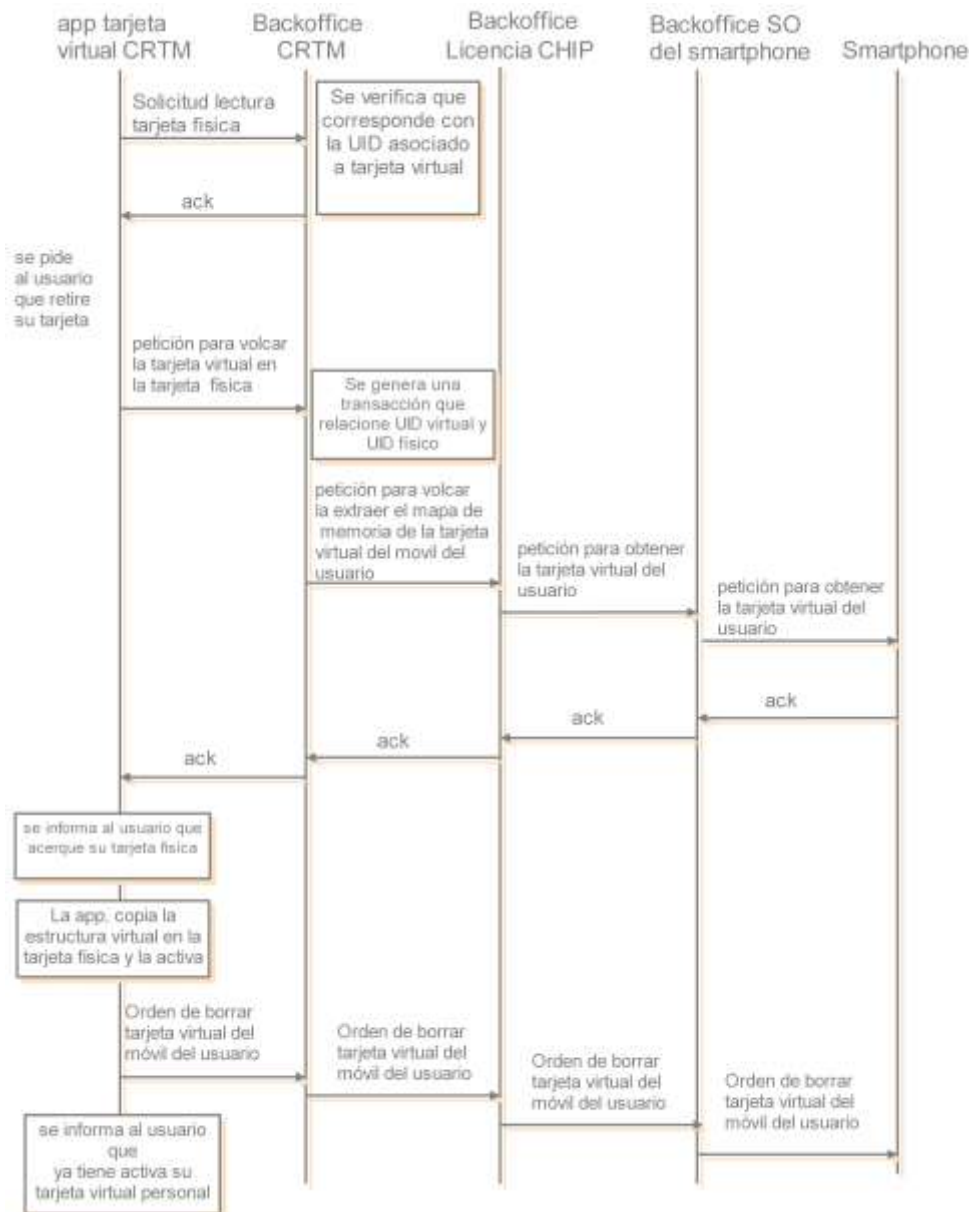 app tarjeta
virtual CRTM
Backoffice
CRTM
Backoffice
Licencia CHIP
Backoffice SO
del smartphone
Smartphone
Solicitud lectura
tarjeta fisica
Se verifica que
corresponde con
la UID asociado
a tarjeta virtual
ack
se pide
al usuario
que retire
su tarjeta
petición para volcar
la tarjeta virtual en
la tarjeta física
Se genera una
transacción que
relacione UID virtual y
UID físico
petición para volcar
la extraer el mapa de
memoria de la tarjeta
virtual del movil del
usuario
petición para obtener
la tarjeta virtual del
usuario
petición para obtener
la tarjeta virtual del
usuario
ack
ack
ack
ack
se informa al usuario que
acerque su tarjeta fisica
La app. copia la
estructura virtual en la
tarjeta fisica y la activa
Orden de borrar
tarjeta virtual del
móvil del usuario
Orden de borrar
tarjeta virtual del
móvil del usuario
Orden de borrar
tarjeta virtual del
móvil del usuario
Orden de borrar
tarjeta virtual del
móvil del usuario
se informa al usuario
que
ya tiene activa su
tarjeta virtual personal